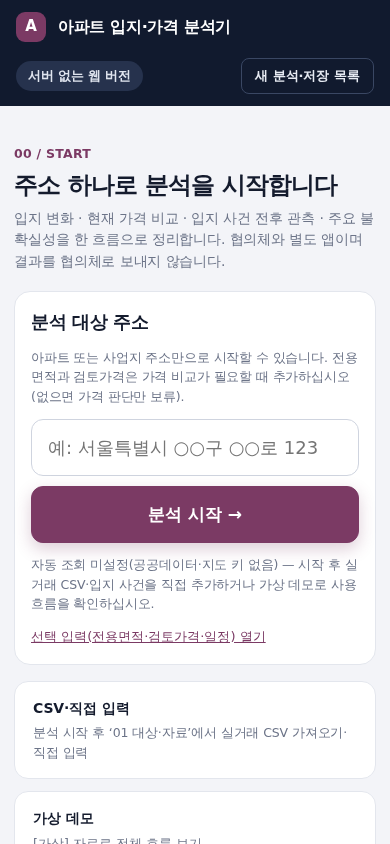 A 아파트 입지·가격 분석기
서버 없는 웹 버전
새 분석·저장 목록
00 / START
주소 하나로 분석을 시작합니다
입지 변화 · 현재 가격 비교 · 입지 사건 전후 관측 · 주요 불
확실성을 한 흐름으로 정리합니다. 협의체와 별도 앱이며
결과를 협의체로 보내지 않습니다.
분석 대상 주소
아파트 또는 사업지 주소만으로 시작할 수 있습니다. 전용
면적과 검토가격은 가격 비교가 필요할 때 추가하십시오
(없으면 가격 판단만 보류).
예: 서울특별시 ○○구 ○○로 123
분석 시작 →
자동 조회 미설정(공공데이터·지도 키 없음) — 시작 후 실
거래 CSV·입지 사건을 직접 추가하거나 가상 데모로 사용
흐름을 확인하십시오.
선택 입력(전용면적·검토가격·일정) 열기
CSV·직접 입력
분석 시작 후 ‘01 대상·자료’에서 실거래 CSV 가져오기·
직접 입력
가상 데모
[가상] 자료로 전체 흐름 보기